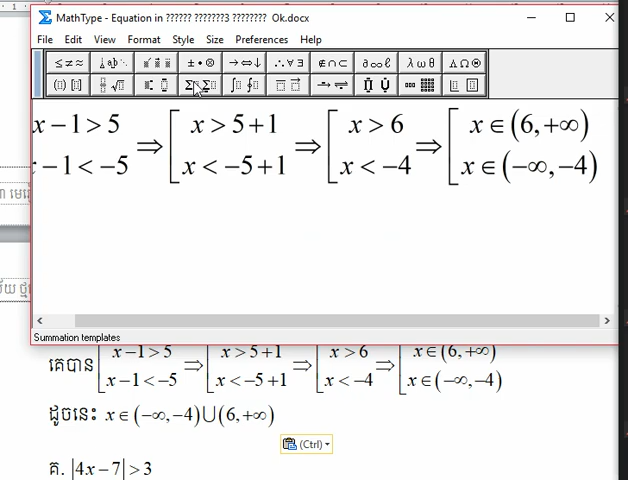 MathType - Equation in ?????? ???????3 ???????? Ok.docx
File Edit View Format Style Size Preferences Help
x − 1 > 5 ⇒ [ x > 5 + 1 ⇒ [ x > 6 ⇒ [ x ∈ (6, +∞)
x − 1 < −5 [ x < −5 + 1 [ x < −4 [ x ∈ (−∞, −4)
Summation templates
គេបាន [ x − 1 > 5 ⇒ [ x > 5 + 1 ⇒ [ x > 6 ⇒ [ x ∈ (6, +∞)
x − 1 < −5 [ x < −5 + 1 [ x < −4 [ x ∈ (−∞, −4)
ដូចនេះ x ∈ (−∞, −4) ∪ (6, +∞)
(Ctrl)
គ. |4x − 7| > 3